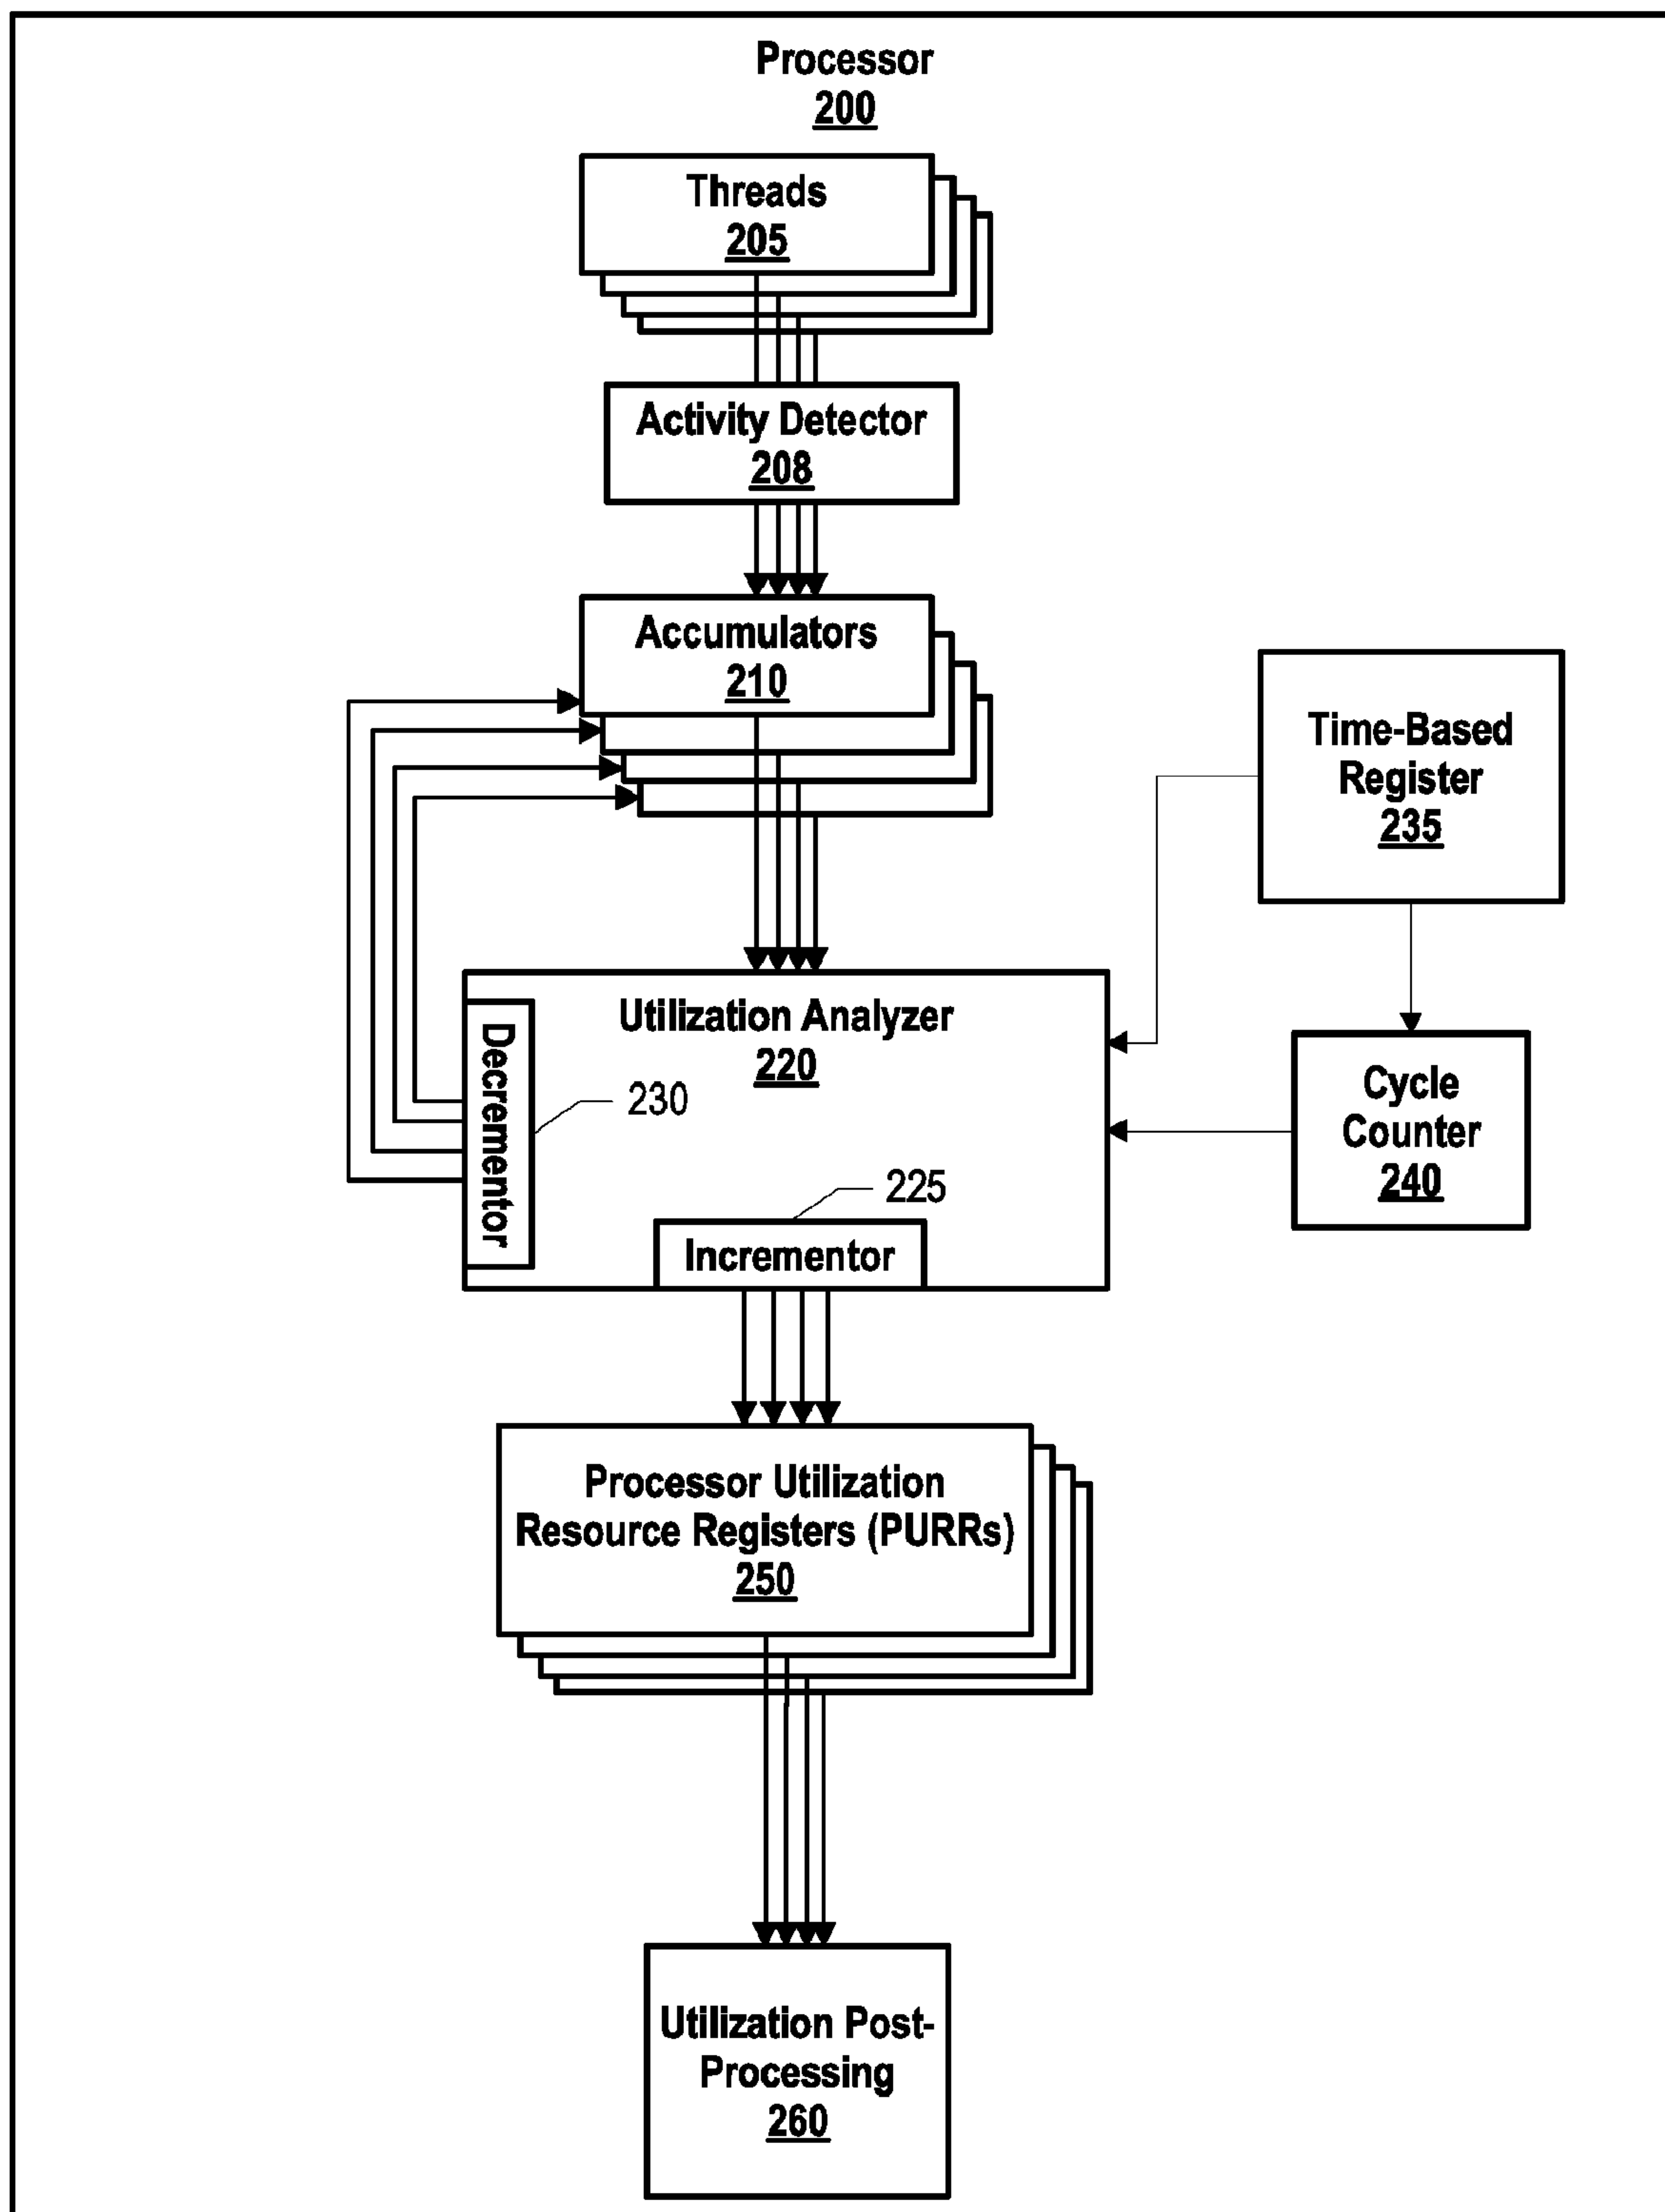 Processor
200
Threads
205
Activity Detector
208
Accumulators
210
Time-Based
Register
235
Utilization Analyzer
220
Decrementor
230
Cycle
Counter
240
225
Incrementor
Processor Utilization
Resource Registers (PURRs)
250
Utilization Post-
Processing
260